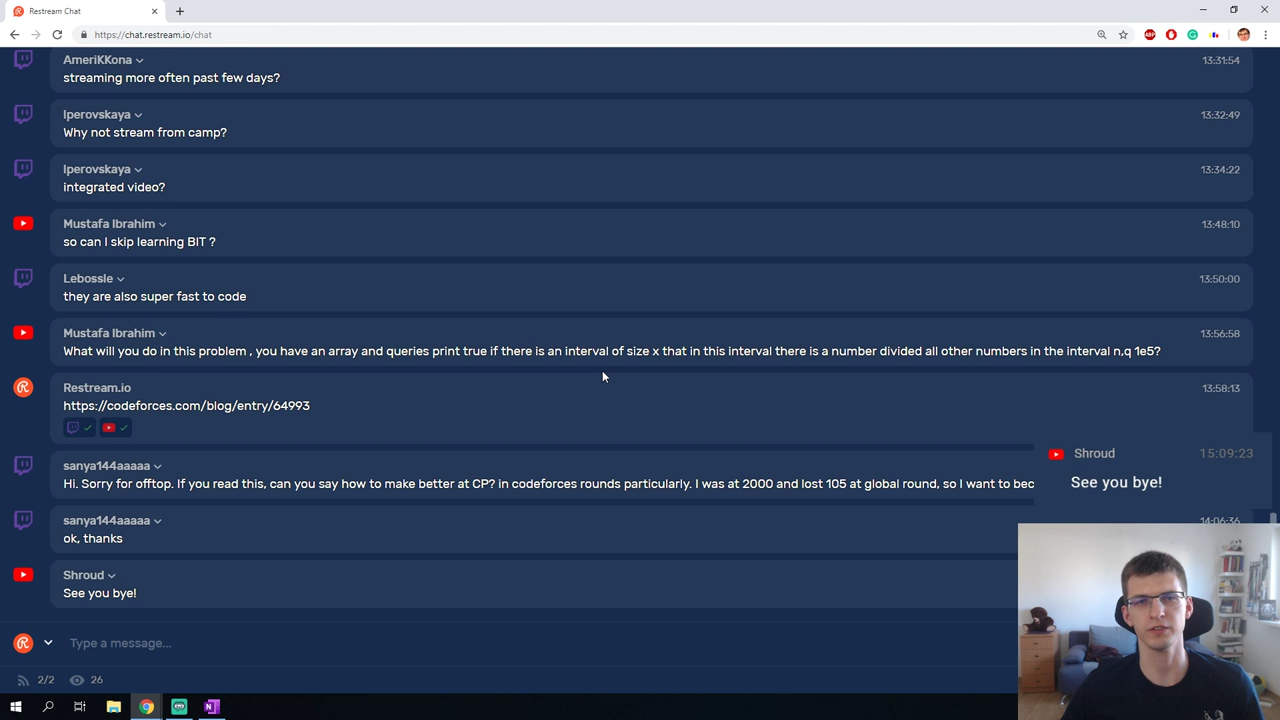 Restream Chat
https://chat.restream.io/chat
ABP
AmeriKKona
13:31:54
streaming more often past few days?
Iperovskaya
13:32:49
Why not stream from camp?
Iperovskaya
13:34:22
integrated video?
Mustafa Ibrahim
13:48:10
so can I skip learning BIT ?
Lebossle
13:50:00
they are also super fast to code
Mustafa Ibrahim
13:56:58
What will you do in this problem , you have an array and queries print true if there is an interval of size x that in this interval there is a number divided all other numbers in the interval n,q 1e5?
Restream.io
13:58:13
https://codeforces.com/blog/entry/64993
sanya144aaaaa
Hi. Sorry for offtop. If you read this, can you say how to make better at CP? in codeforces rounds particularly. I was at 2000 and lost 105 at global round, so I want to bec
Shroud
15:09:23
See you bye!
sanya144aaaaa
14:06:36
ok, thanks
Shroud
See you bye!
Type a message...
2/2
26